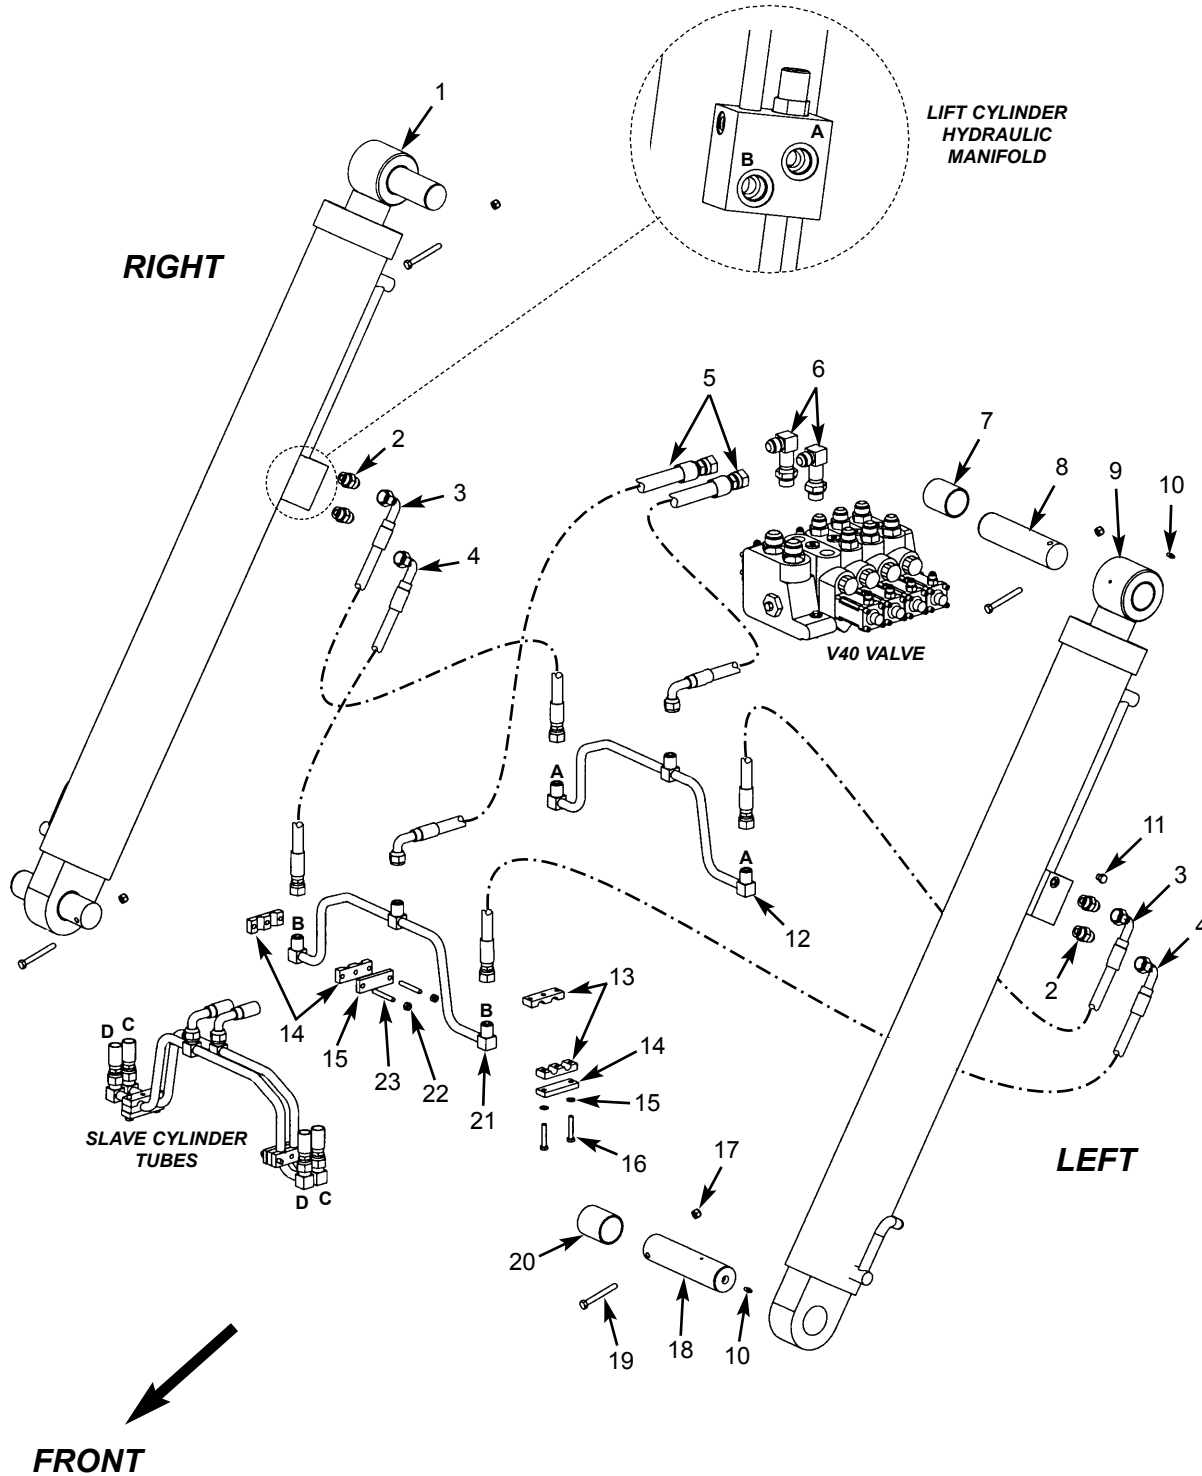 LIFT CYLINDER
HYDRAULIC
MANIFOLD
A
B
1
RIGHT
2
3
4
5
6
7
8
9
10
V40 VALVE
A
A
11
3
4
2
12
B
B
13
14
15
23
22
21
14
15
16
D C
SLAVE CYLINDER
TUBES
D C
17
LEFT
20
19
18
10
FRONT